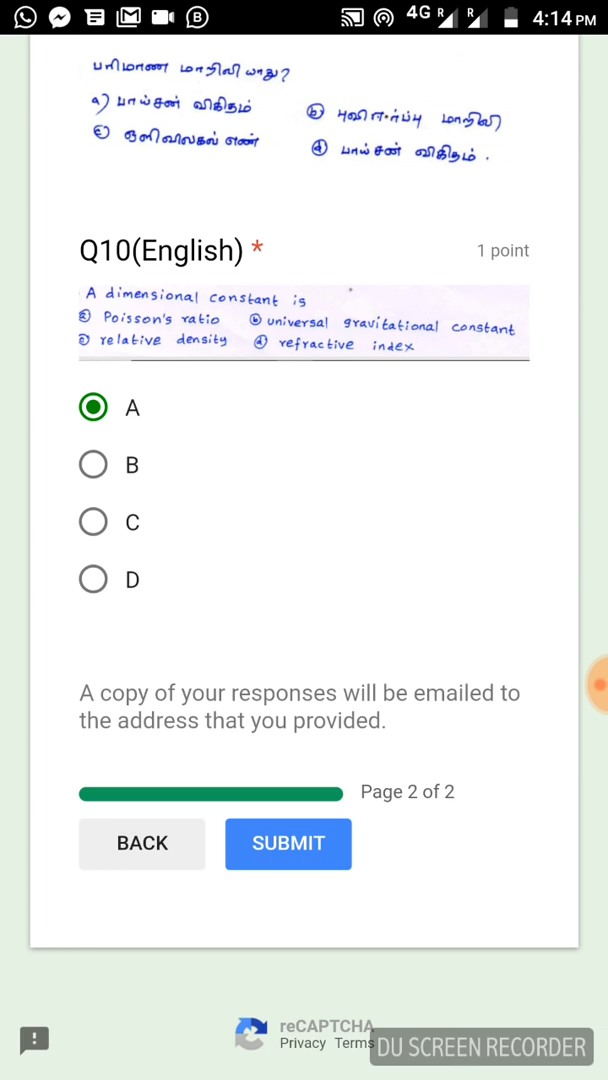 4G R R 4:14 PM
பரிமாண மாறிலி யாது?
a) பாய்சன் விகிதம் b) புவிஈர்ப்பு மாறிலி
c) ஒளிவிலகல் எண் d) பாய்சன் விகிதம் .
Q10(English) * 1 point
A dimensional constant is
a) Poisson's ratio b) universal gravitational constant
c) relative density d) refractive index
A
B
C
D
A copy of your responses will be emailed to
the address that you provided.
Page 2 of 2
BACK SUBMIT
reCAPTCHA
Privacy Terms
DU SCREEN RECORDER